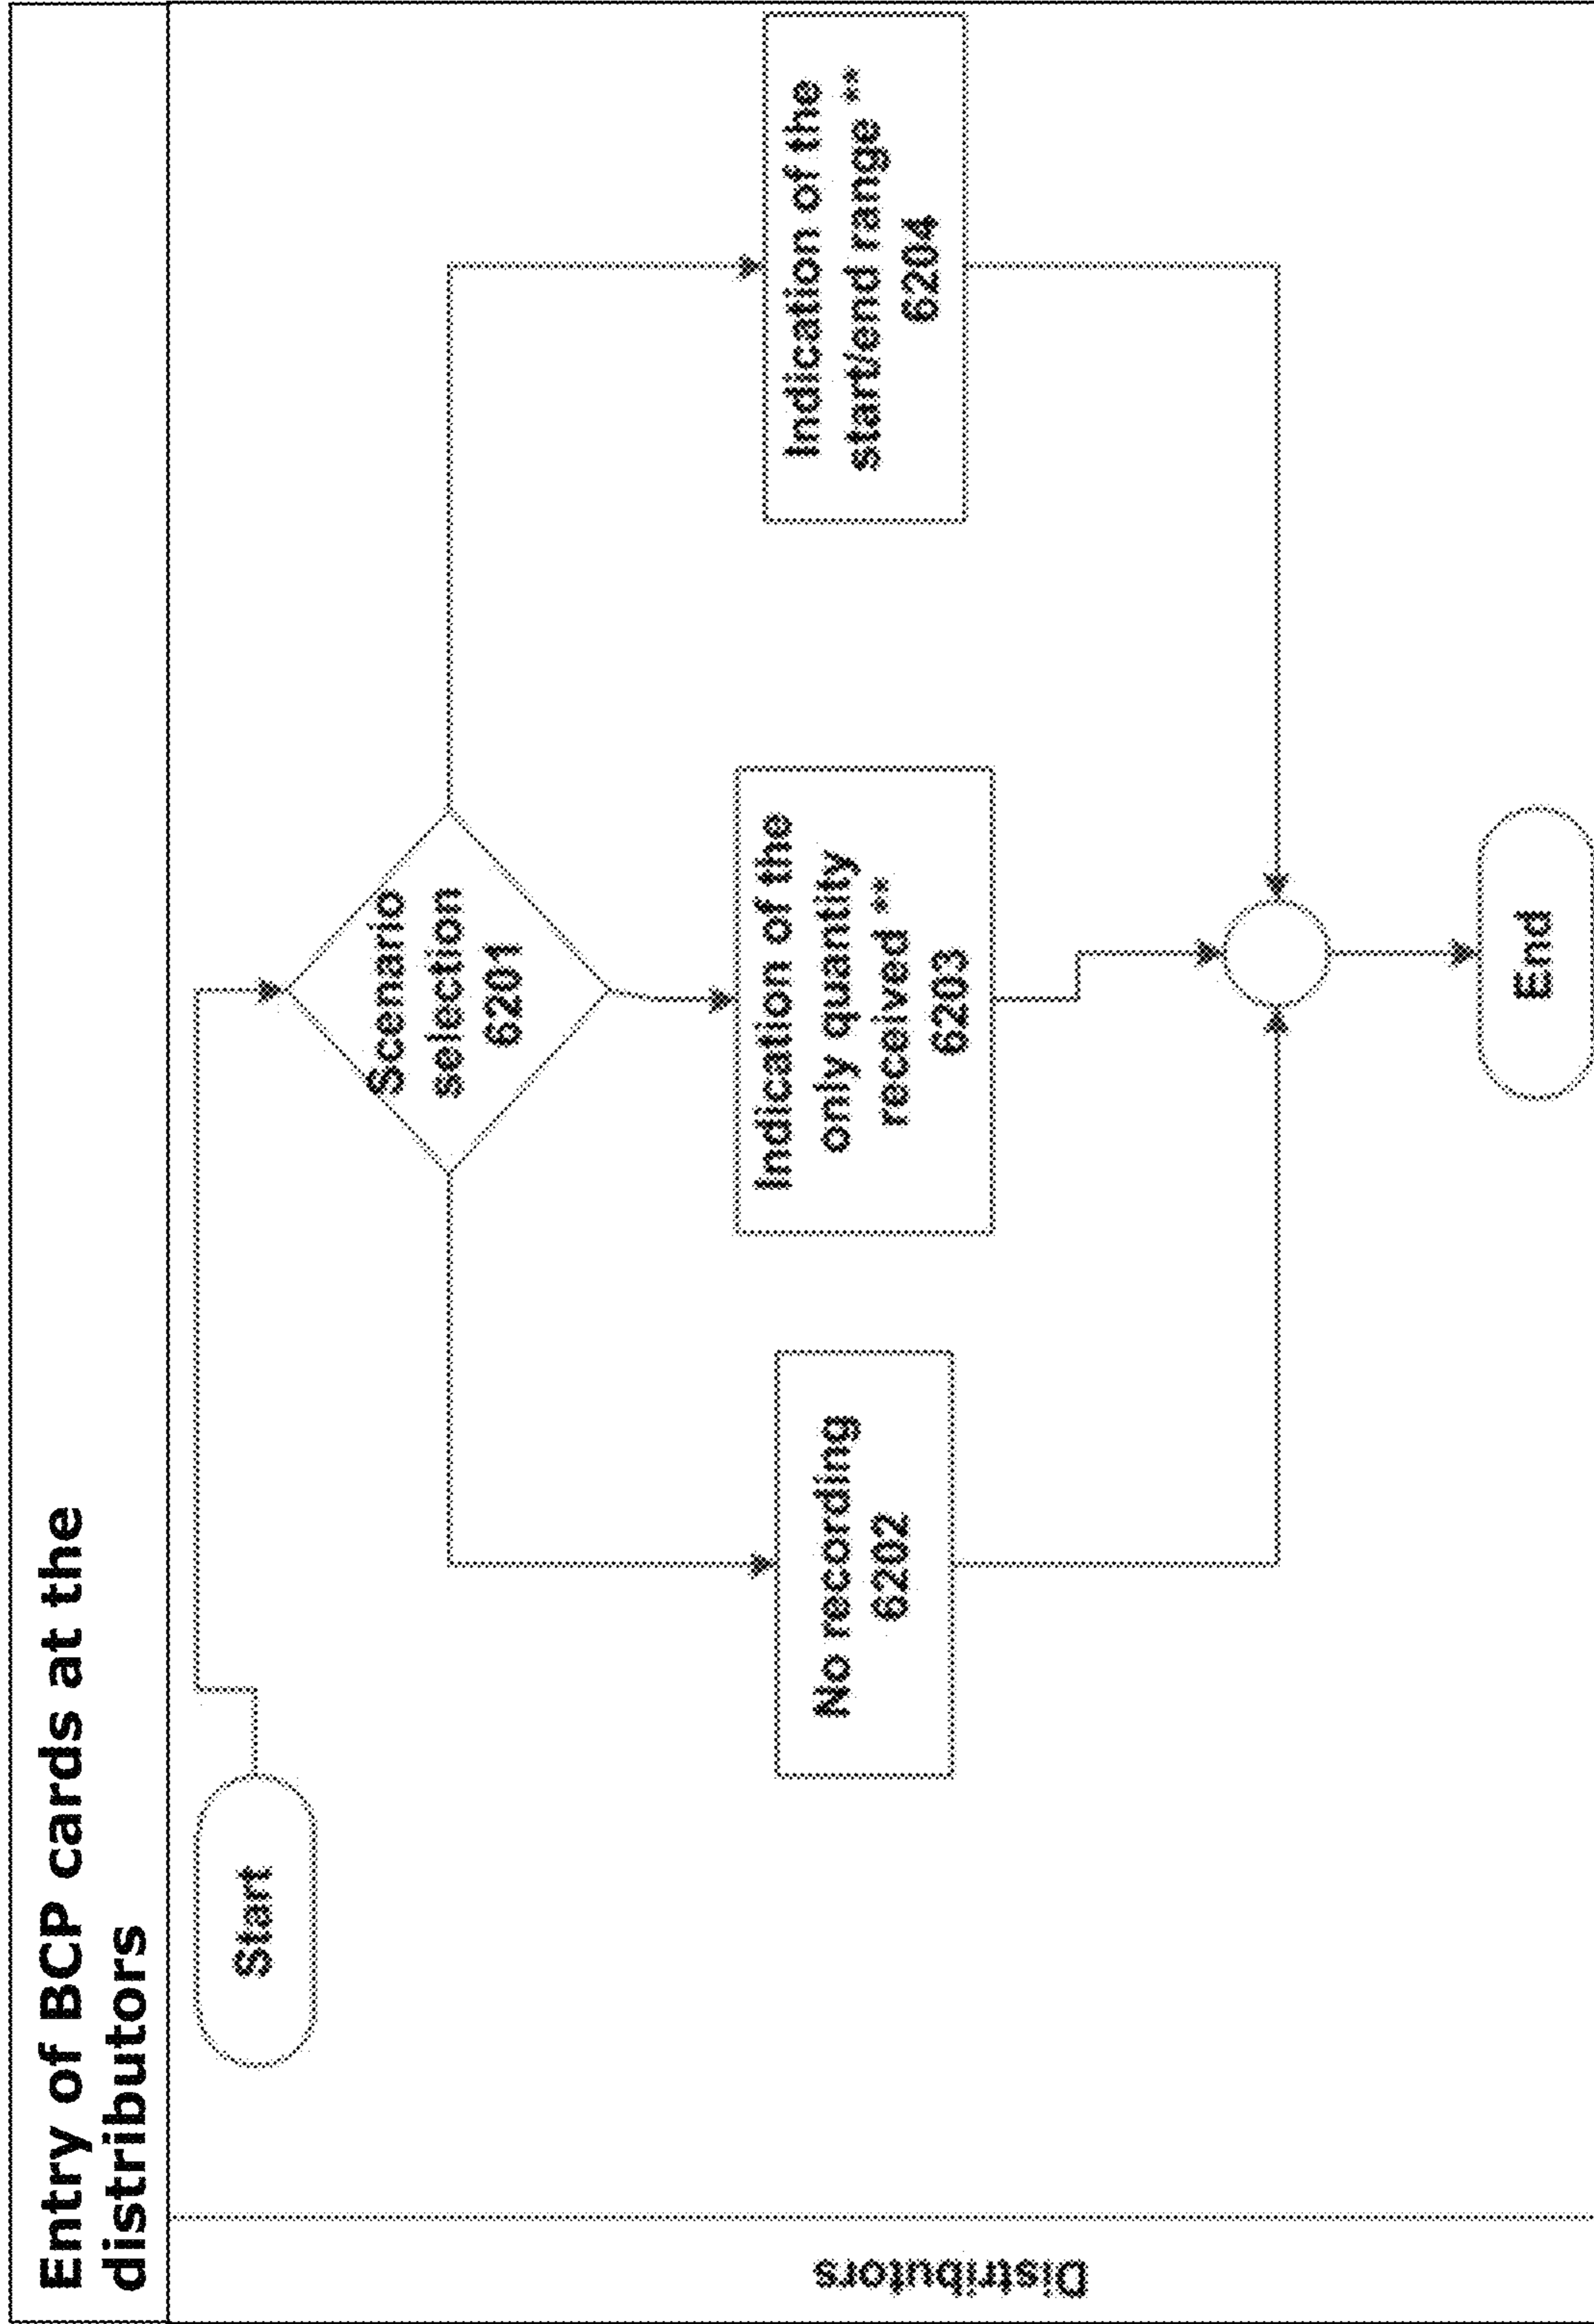 Entry of BCP cards at the
distributors
Distributors
Start
Scenario
selection
6201
No recording
6202
Indication of the
only quantity
received **
6203
Indication of the
start/end range **
6204
End